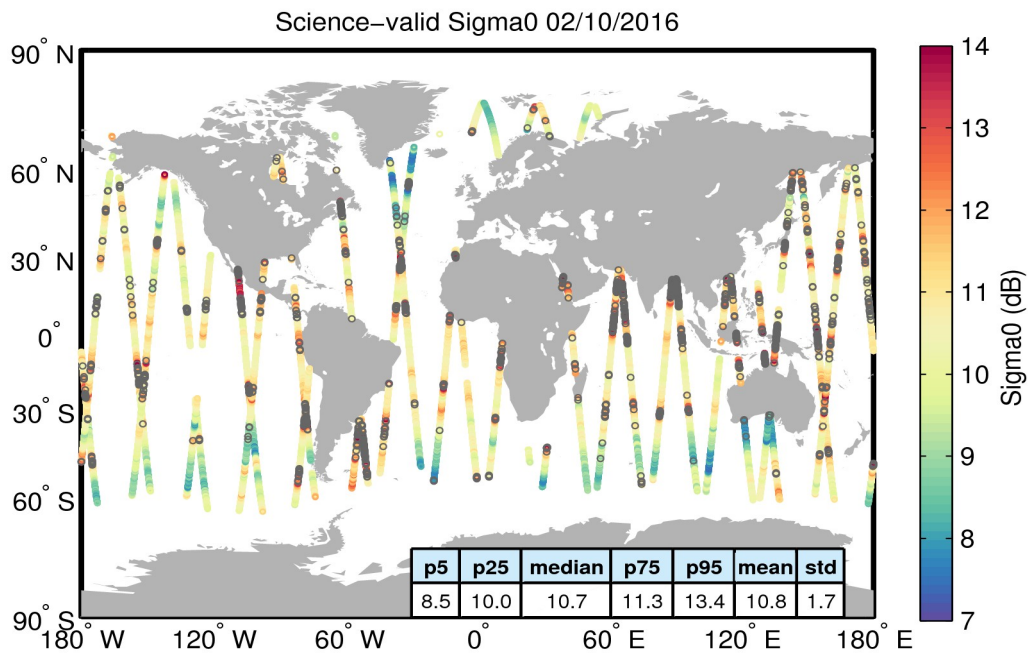 Science−valid Sigma0 02/10/2016
90° N
60° N
30° N
0°
30° S
60° S
90° S
180° W
120° W
60° W
0°
60° E
120° E
180° E
14
13
12
11
10
9
8
7
Sigma0 (dB)
p5 p25 median p75 p95 mean std
8.5 10.0 10.7 11.3 13.4 10.8 1.7